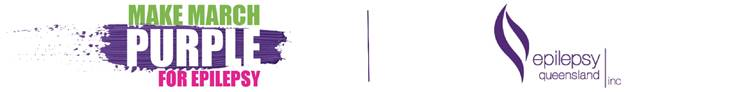 MAKE MARCH
PURPLE
FOR EPILEPSY
epilepsy
queensland inc